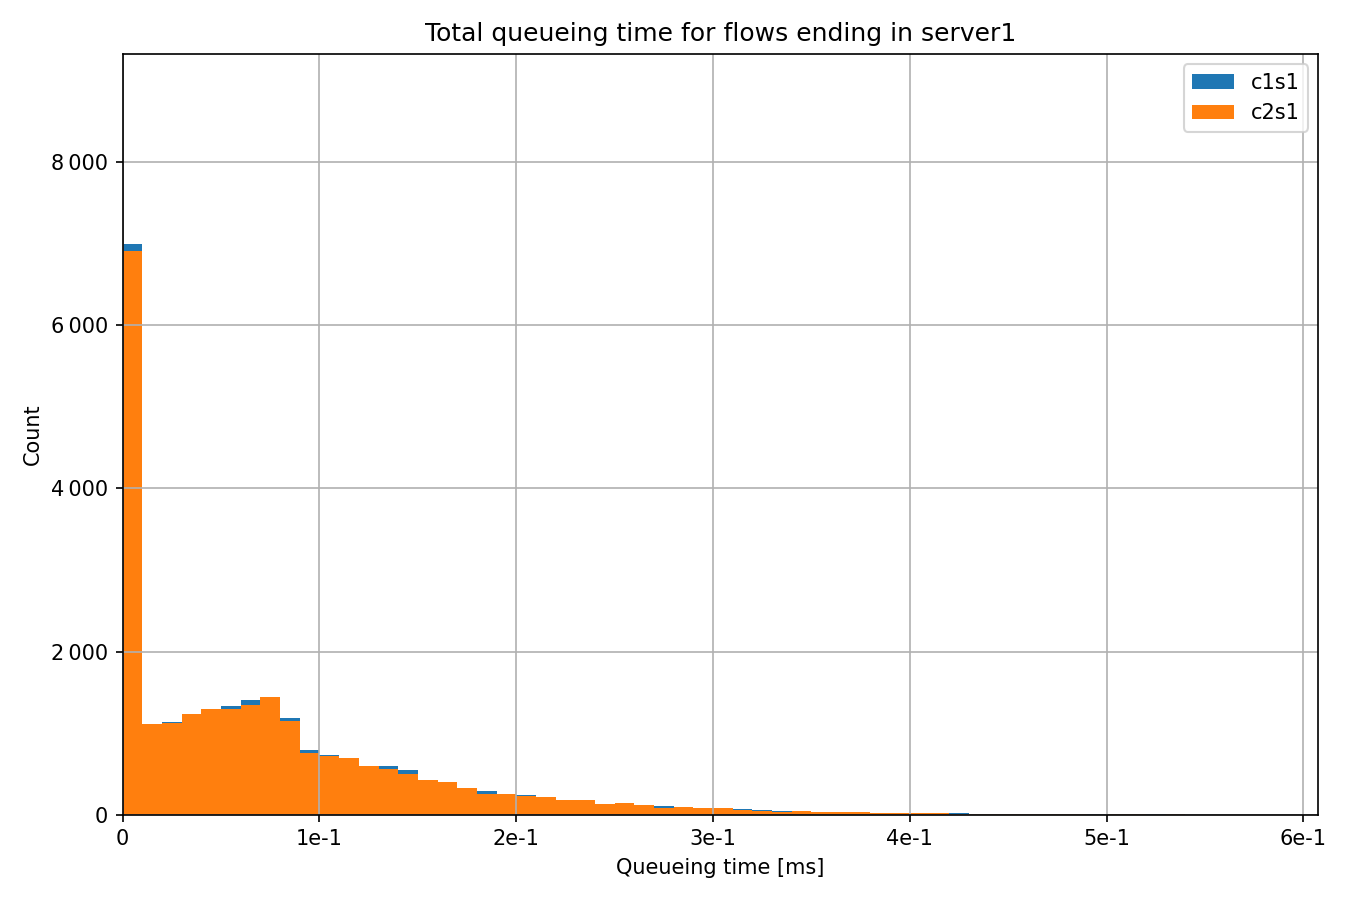 Total queueing time for flows ending in server1
c1s1
c2s1
8 000
6 000
4 000
2 000
0
Count
0 1e-1 2e-1 3e-1 4e-1 5e-1 6e-1
Queueing time [ms]